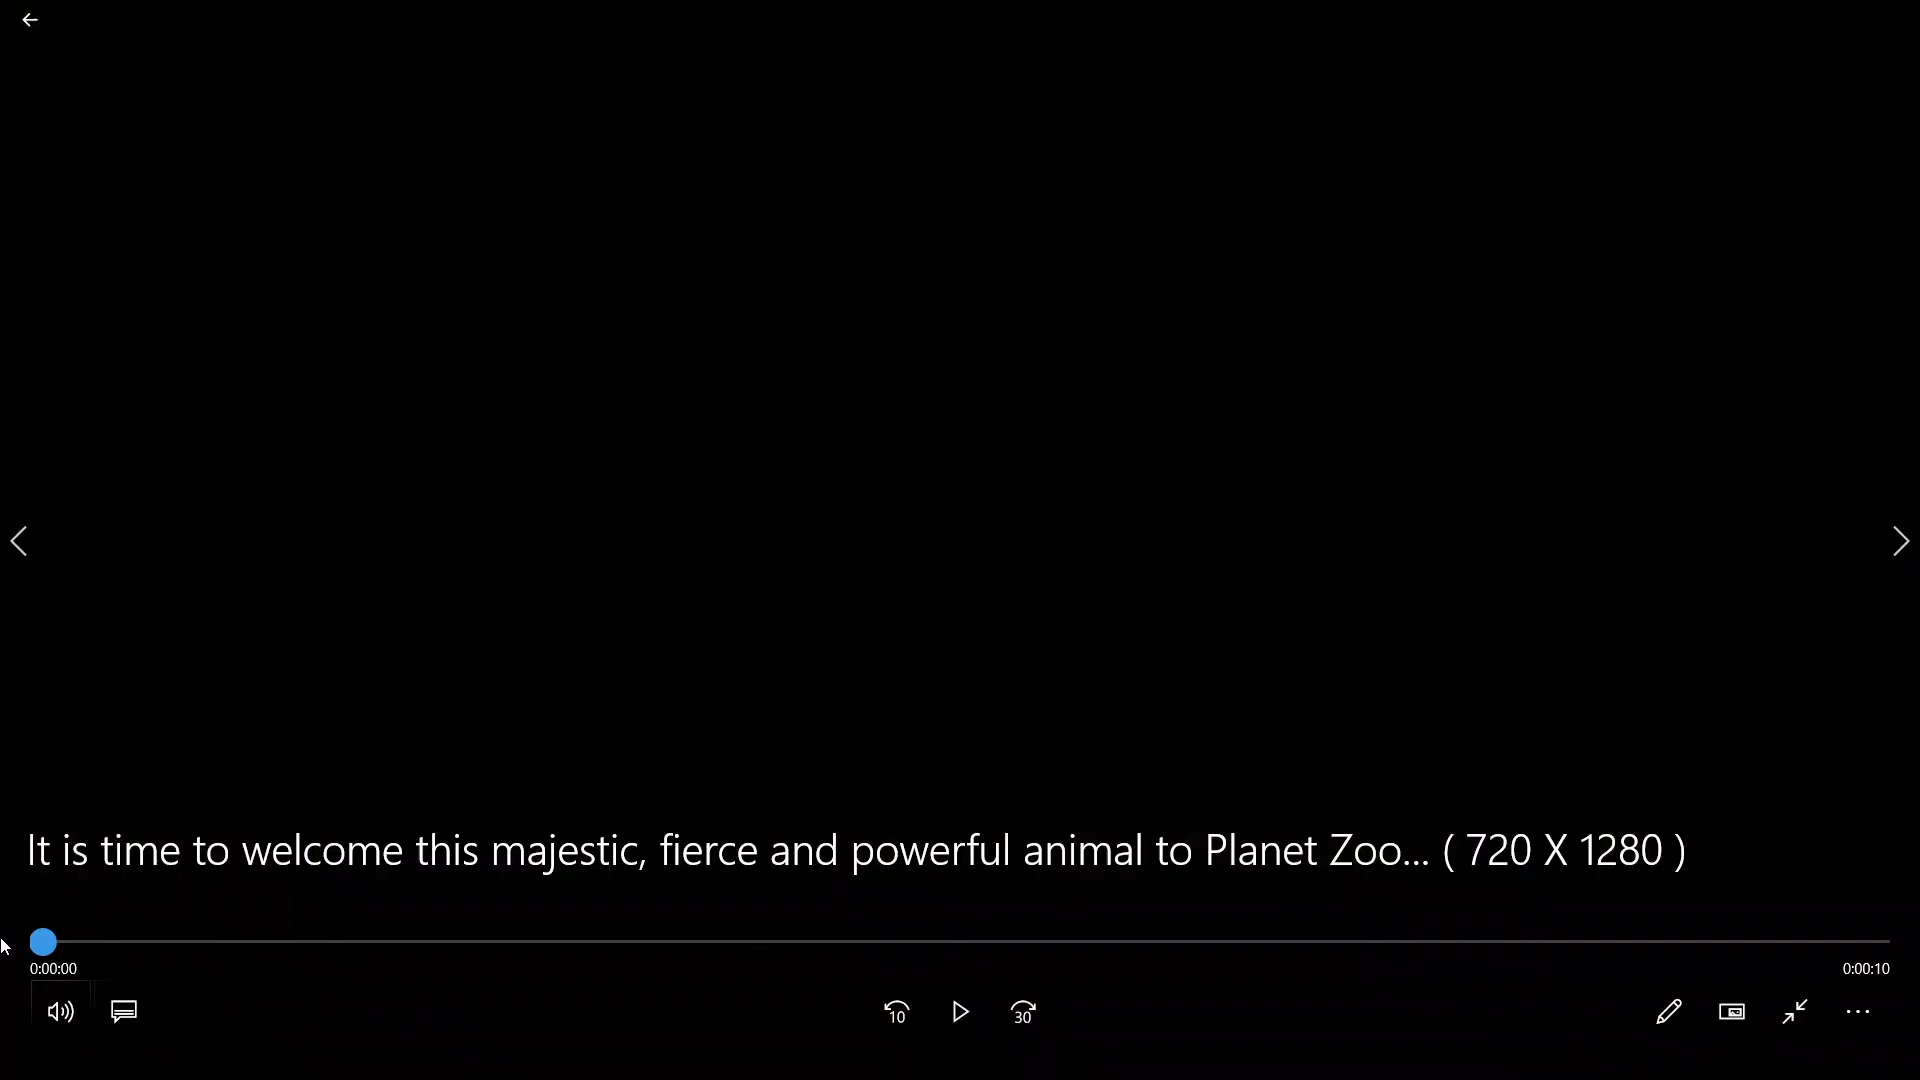 It is time to welcome this majestic, fierce and powerful animal to Planet Zoo... ( 720 X 1280 )
0:00:00
0:00:10
10
30